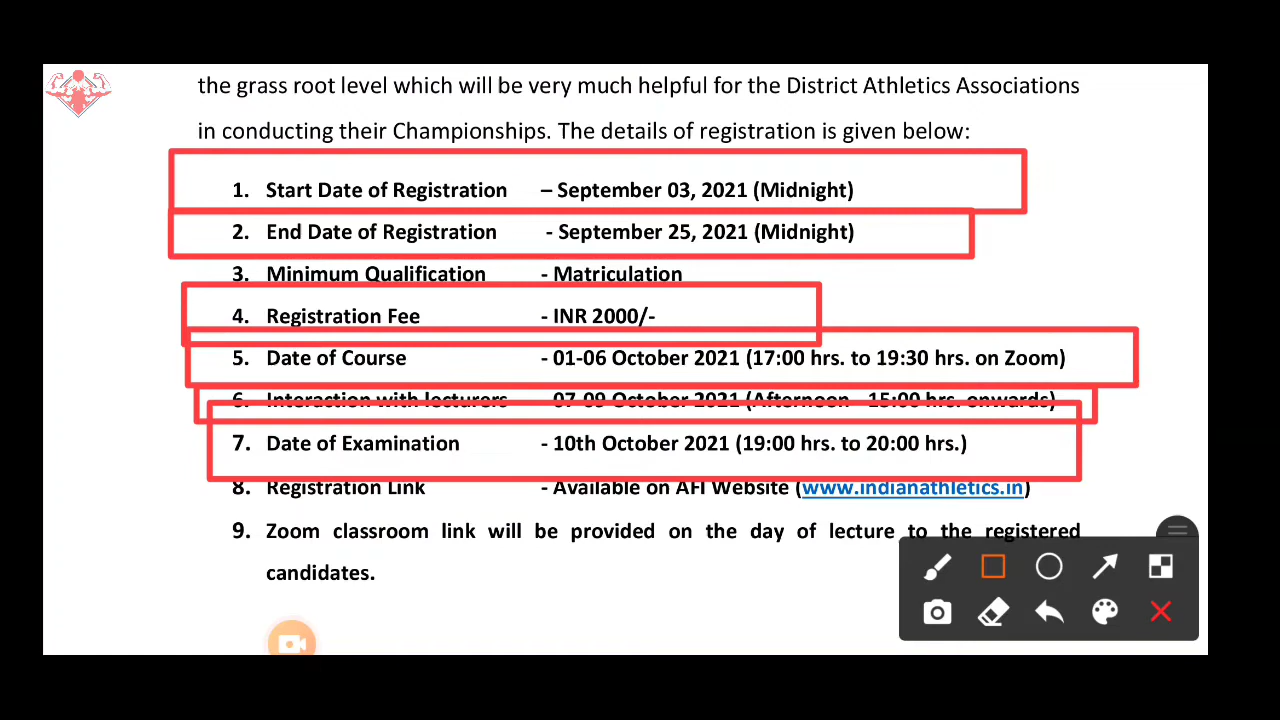 the grass root level which will be very much helpful for the District Athletics Associations
in conducting their Championships. The details of registration is given below:
1. Start Date of Registration – September 03, 2021 (Midnight)
2. End Date of Registration - September 25, 2021 (Midnight)
3. Minimum Qualification - Matriculation
4. Registration Fee - INR 2000/-
5. Date of Course - 01-06 October 2021 (17:00 hrs. to 19:30 hrs. on Zoom)
6. Interaction with lecturers - 07-09 October 2021 (Afternoon - 15:00 hrs. onwards)
7. Date of Examination - 10th October 2021 (19:00 hrs. to 20:00 hrs.)
8. Registration Link - Available on AFI Website (www.indianathletics.in)
9. Zoom classroom link will be provided on the day of lecture to the registered
candidates.